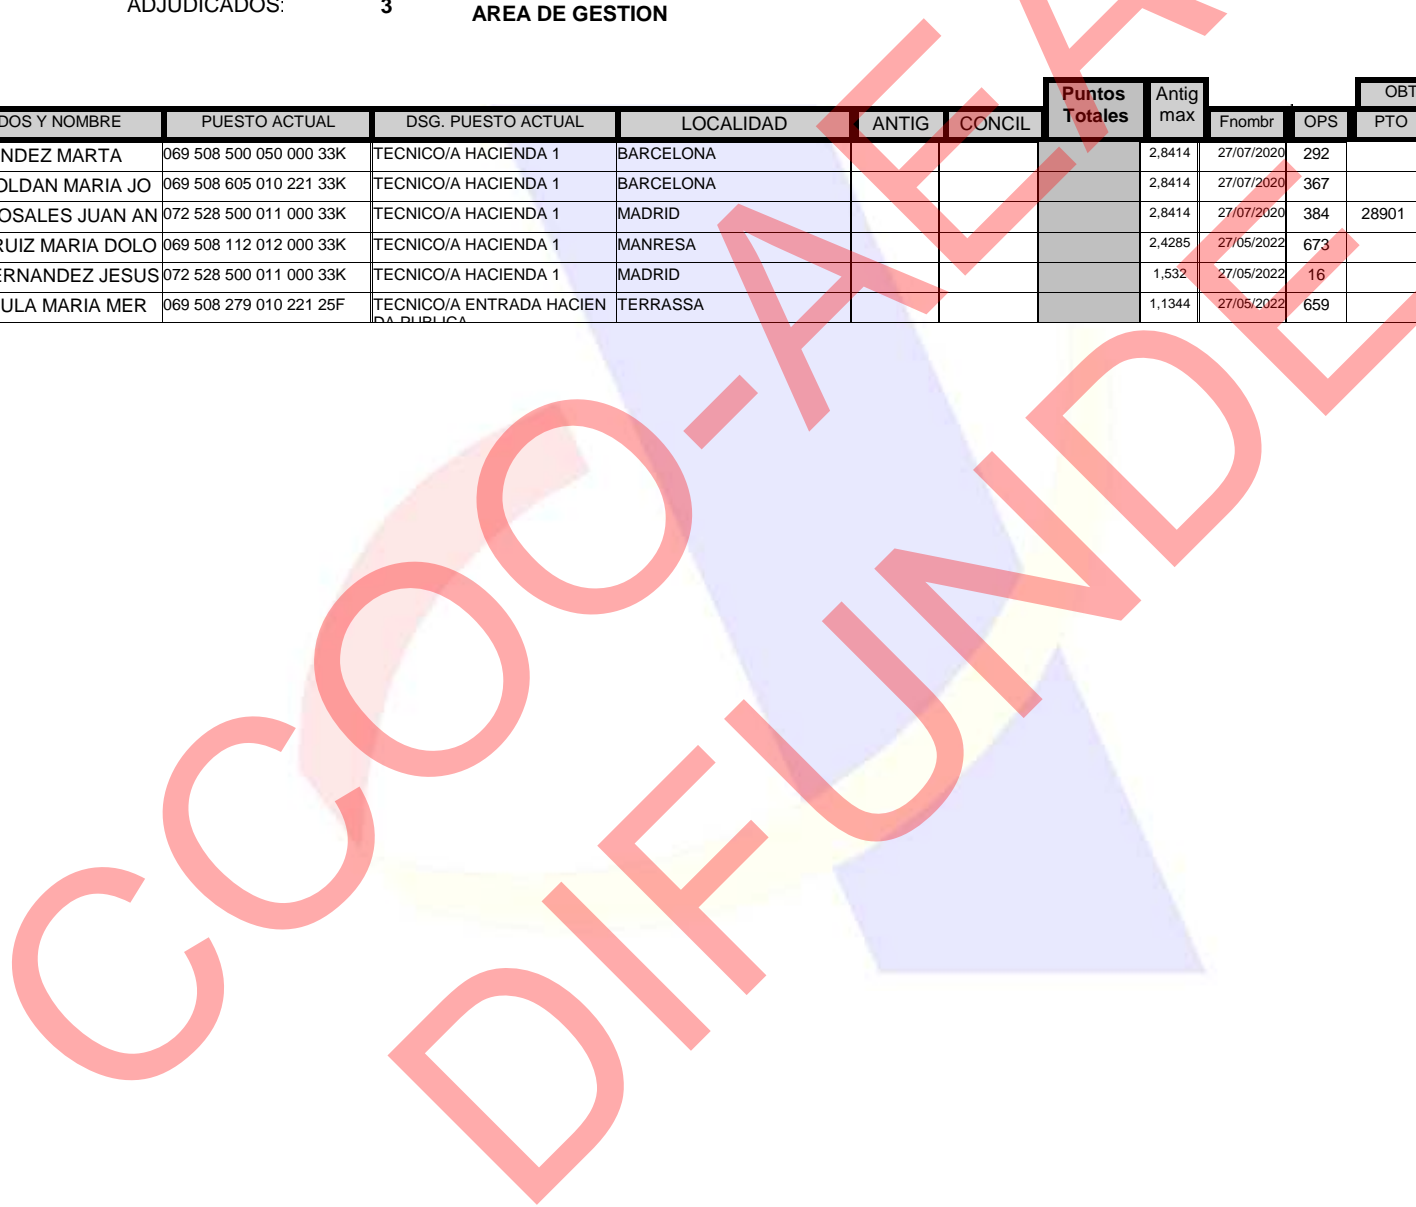 ADJUDICADOS: 3 AREA DE GESTION
Puntos Totales Antig max OBT
DOS Y NOMBRE PUESTO ACTUAL DSG. PUESTO ACTUAL LOCALIDAD ANTIG CONCIL Fnombr OPS PTO
NDEZ MARTA 069 508 500 050 000 33K TECNICO/A HACIENDA 1 BARCELONA 2,8414 27/07/2020 292
OLDAN MARIA JO 069 508 605 010 221 33K TECNICO/A HACIENDA 1 BARCELONA 2,8414 27/07/2020 367
OSALES JUAN AN 072 528 500 011 000 33K TECNICO/A HACIENDA 1 MADRID 2,8414 27/07/2020 384 28901
RUIZ MARIA DOLO 069 508 112 012 000 33K TECNICO/A HACIENDA 1 MANRESA 2,4285 27/05/2022 673
ERNANDEZ JESUS 072 528 500 011 000 33K TECNICO/A HACIENDA 1 MADRID 1,532 27/05/2022 16
ULA MARIA MER 069 508 279 010 221 25F TECNICO/A ENTRADA HACIEN TERRASSA 1,1344 27/05/2022 659
DA PUBLICA
CCOO-AEA
DIFUNDE